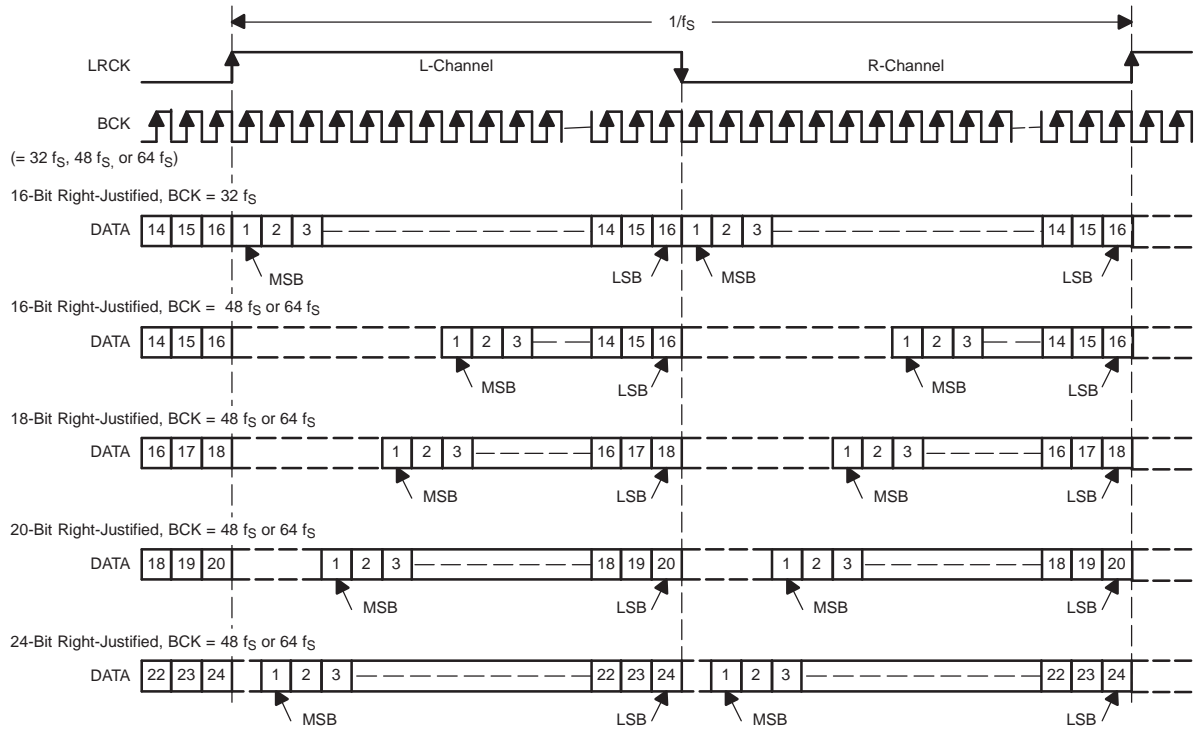 1/fS
LRCK L-Channel R-Channel
BCK
(= 32 fS, 48 fS, or 64 fS)
16-Bit Right-Justified, BCK = 32 fS
DATA 14 15 16 1 2 3 14 15 16 1 2 3 14 15 16
MSB LSB MSB LSB
16-Bit Right-Justified, BCK = 48 fS or 64 fS
DATA 14 15 16 1 2 3 14 15 16 1 2 3 14 15 16
MSB LSB MSB LSB
18-Bit Right-Justified, BCK = 48 fS or 64 fS
DATA 16 17 18 1 2 3 16 17 18 1 2 3 16 17 18
MSB LSB MSB LSB
20-Bit Right-Justified, BCK = 48 fS or 64 fS
DATA 18 19 20 1 2 3 18 19 20 1 2 3 18 19 20
MSB LSB MSB LSB
24-Bit Right-Justified, BCK = 48 fS or 64 fS
DATA 22 23 24 1 2 3 22 23 24 1 2 3 22 23 24
MSB LSB MSB LSB